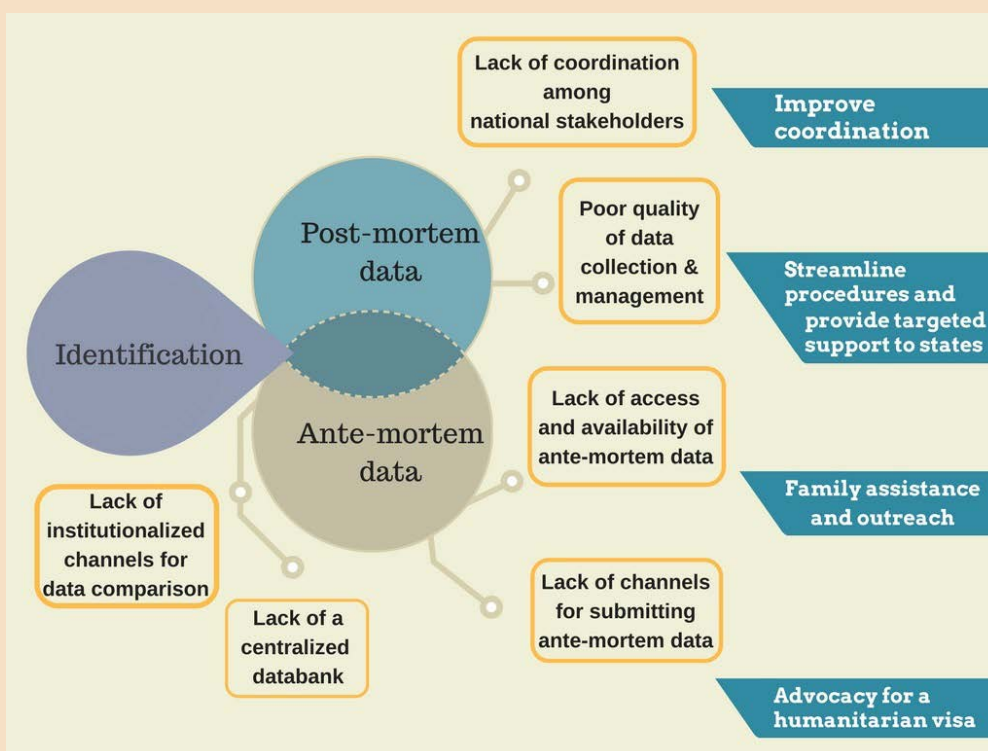 Lack of coordination
among
national stakeholders
Improve
coordination
Post-mortem
data
Poor quality
of data
collection &
management
Streamline
procedures and
provide targeted
support to states
Identification
Ante-mortem
data
Lack of access
and availability of
ante-mortem data
Family assistance
and outreach
Lack of
institutionalized
channels for
data comparison
Lack of a
centralized
databank
Lack of channels
for submitting
ante-mortem data
Advocacy for a
humanitarian visa